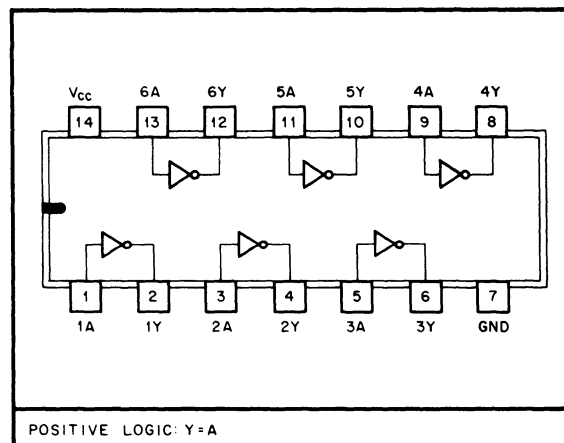 Vcc 6A 6Y 5A 5Y 4A 4Y
14 13 12 11 10 9 8
1 2 3 4 5 6 7
1A 1Y 2A 2Y 3A 3Y GND
POSITIVE LOGIC: Y=A